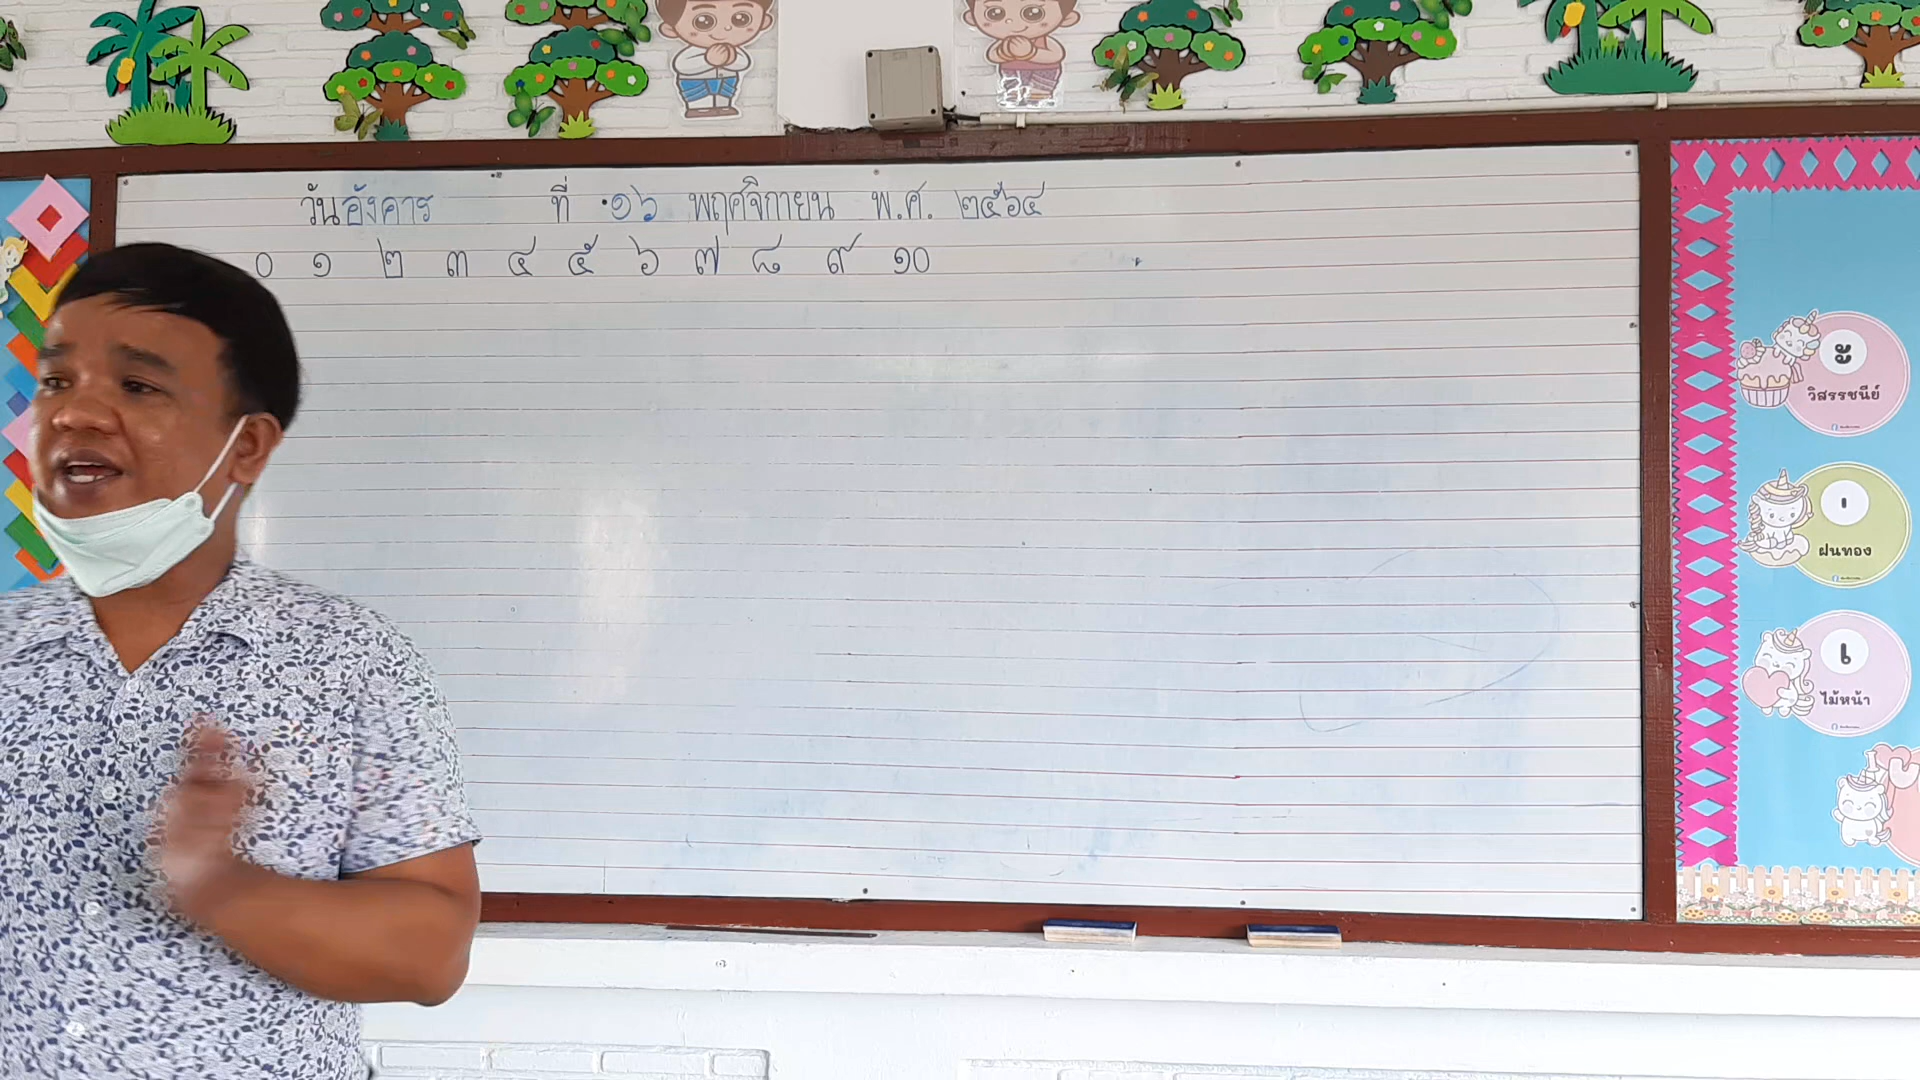 วันอังคาร ที่ ๑๖ พฤศจิกายน พ.ศ. ๒๕๖๔
๐ ๑ ๒ ๓ ๔ ๕ ๖ ๗ ๘ ๙ ๑๐
ะ
วิสรรชนีย์
ฝนทอง
เ
ไม้หน้า